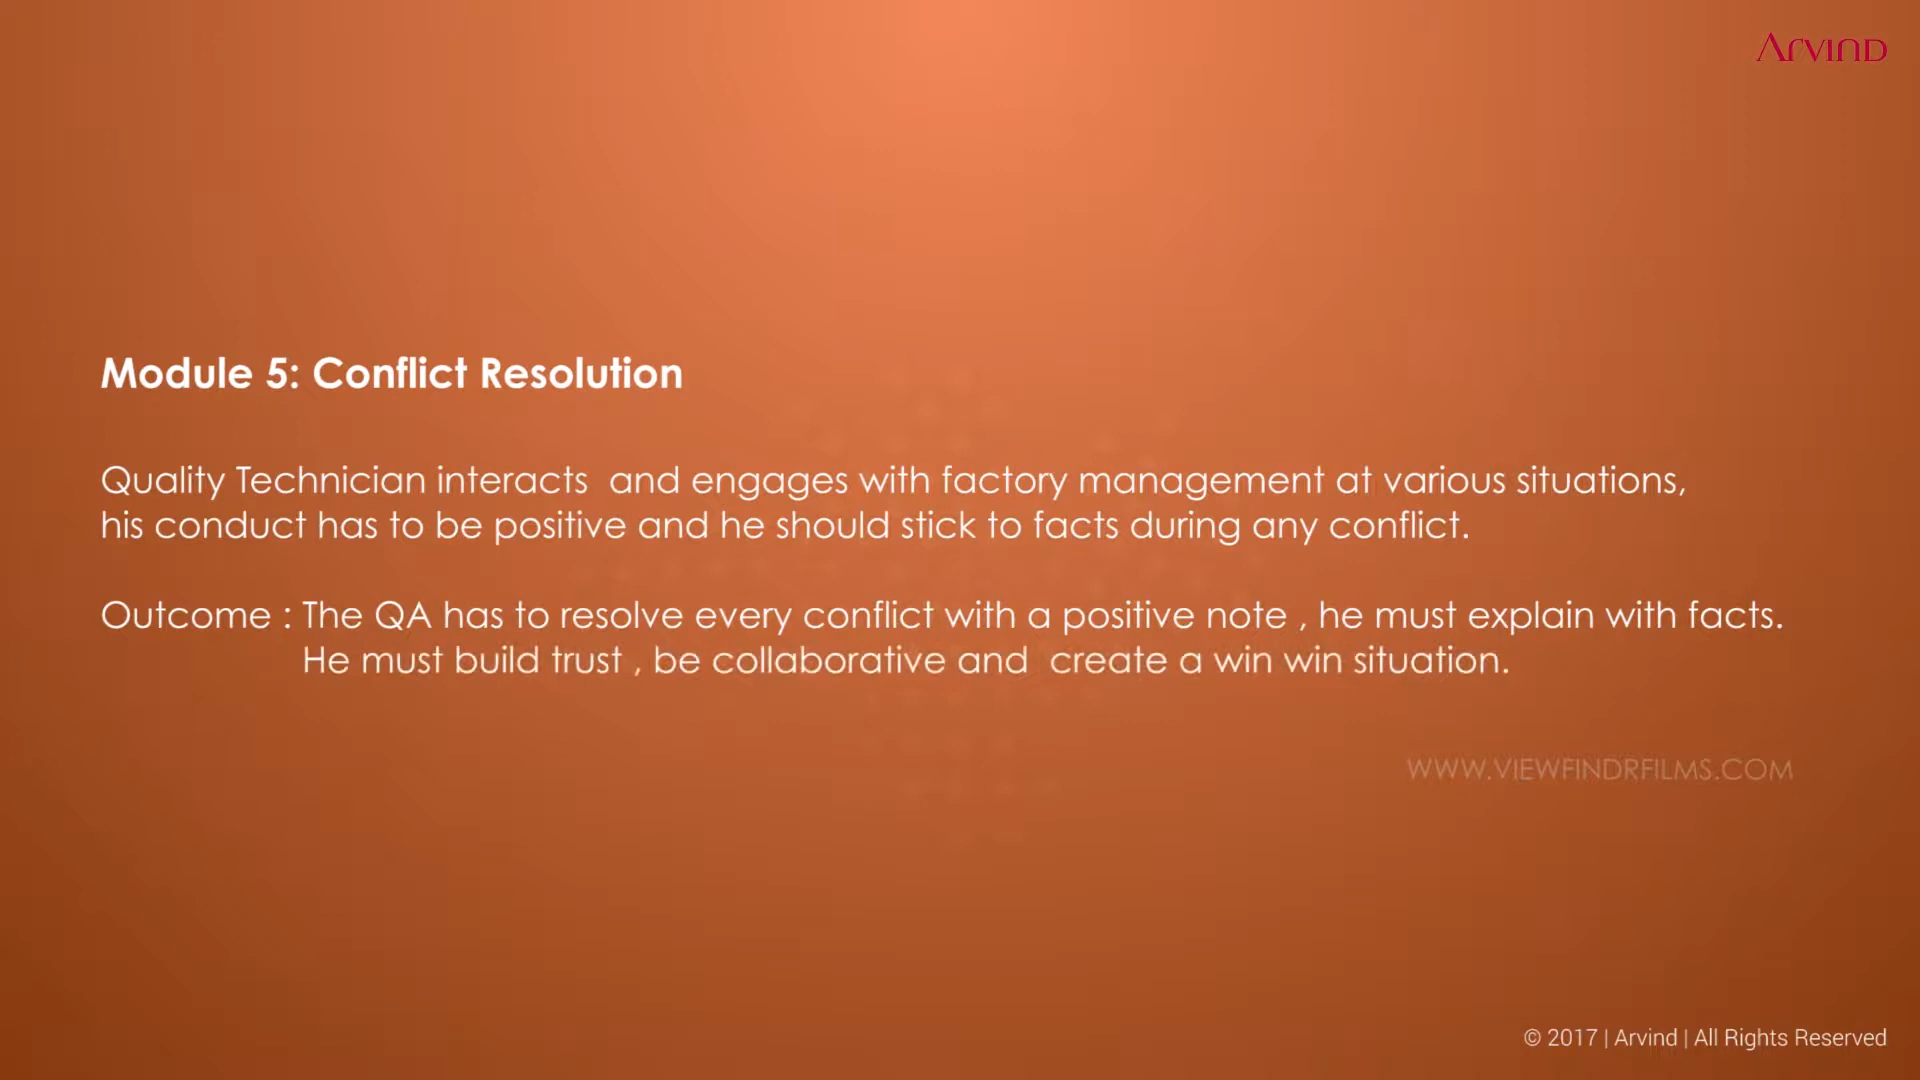 ARVIND
Module 5: Conflict Resolution
Quality Technician interacts  and engages with factory management at various situations,
his conduct has to be positive and he should stick to facts during any conflict.
Outcome : The QA has to resolve every conflict with a positive note , he must explain with facts.
He must build trust , be collaborative and  create a win win situation.
WWW.VIEWFINDRFILMS.COM
© 2017 | Arvind | All Rights Reserved